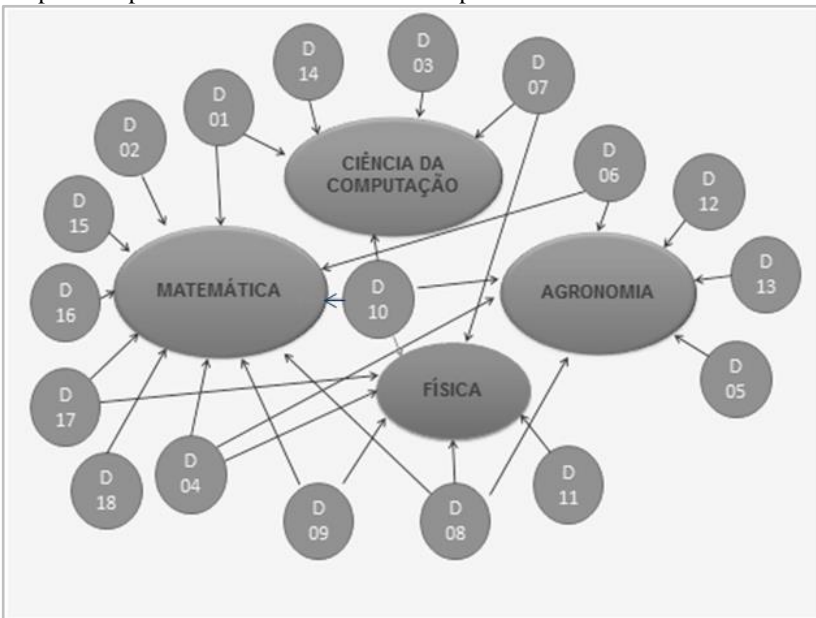 D
03
D
14
D
07
D
01
D
02
CIÊNCIA DA
COMPUTAÇÃO
D
06
D
12
D
15
D
13
MATEMÁTICA
D
10
AGRONOMIA
D
16
D
05
FÍSICA
D
17
D
18
D
04
D
11
D
09
D
08